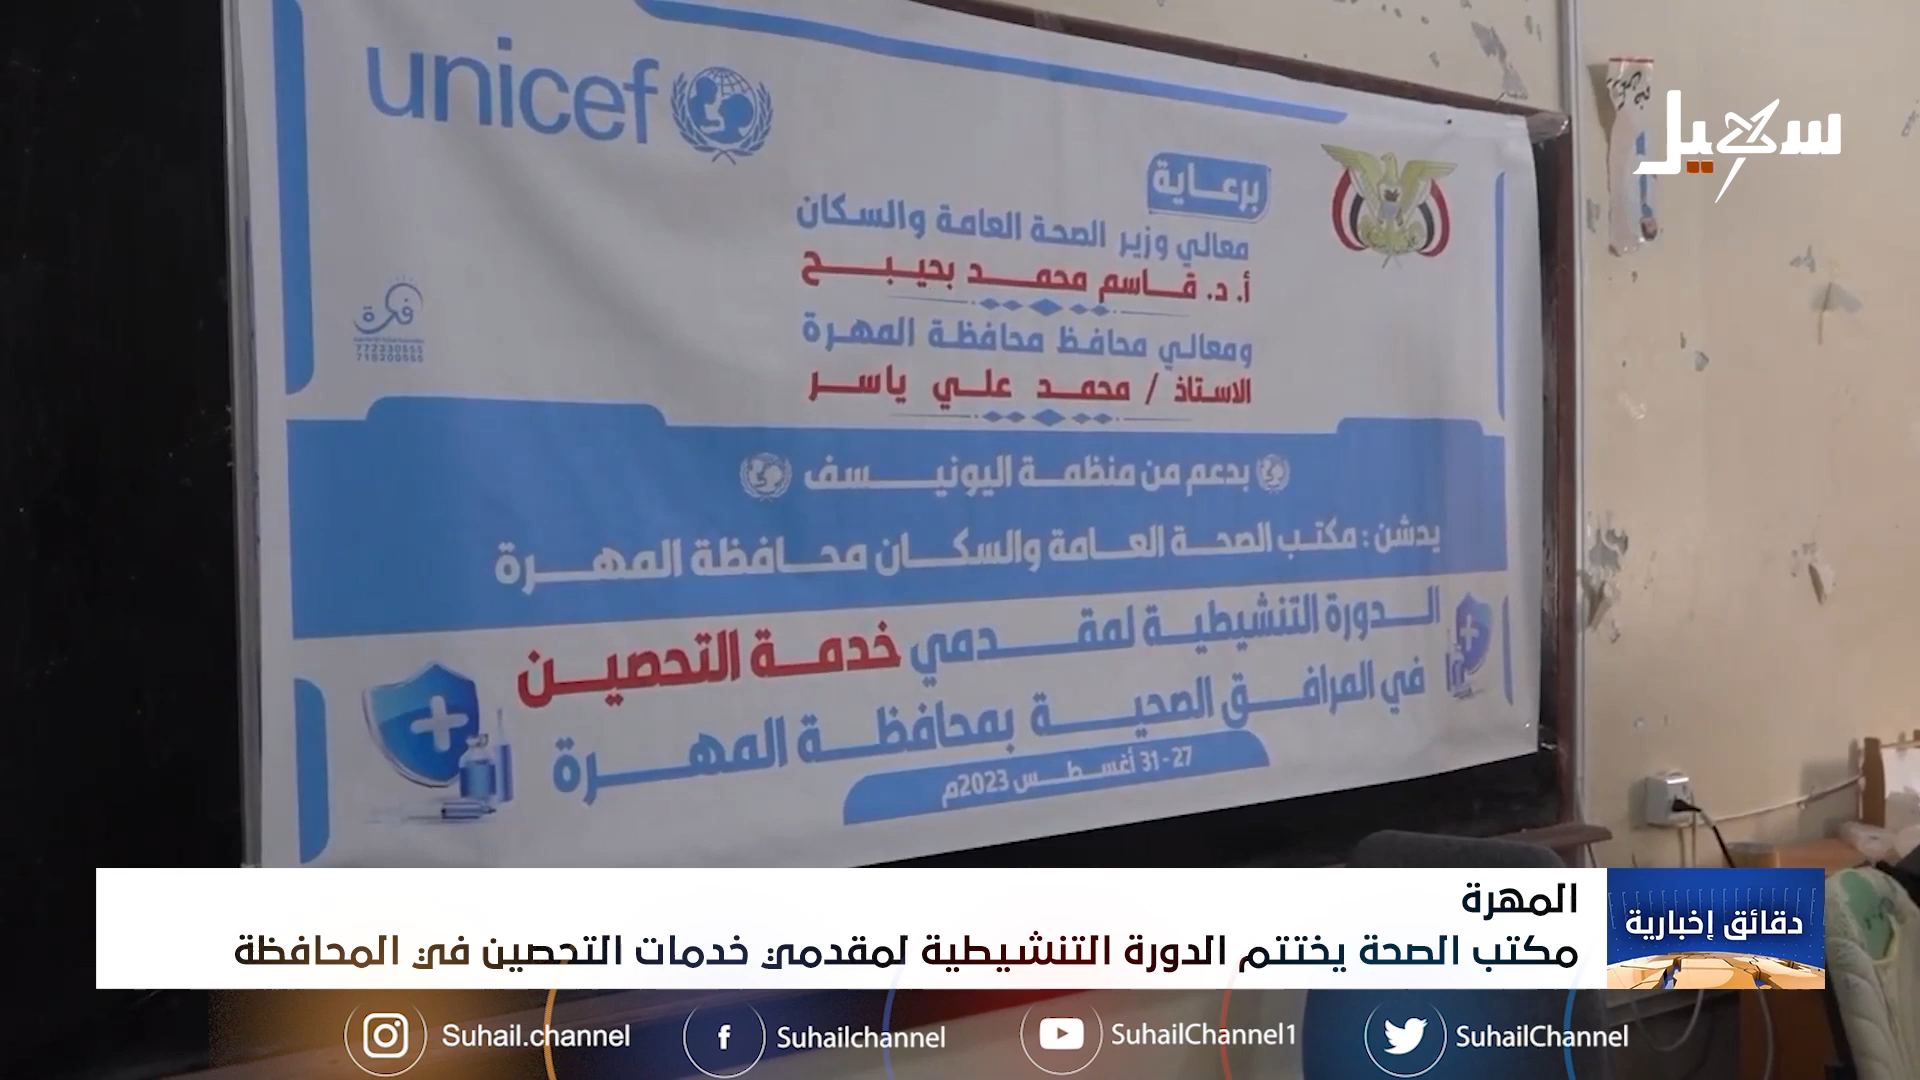 unicef
سهيل
برعاية
معالي وزير الصحة العامة والسكان
أ. د. قاسم محمد بحيبح
ومعالي محافظ محافظة المهرة
الاستاذ / محمد علي ياسر
فكرة
772330555
718200555
بدعم من منظمة اليونيسف
يدشن : مكتب الصحة العامة والسكان محافظة المهرة
الدورة التنشيطية لمقدمي خدمة التحصين
في المرافق الصحية بمحافظة المهرة
27 - 31 أغسطس 2023م
المهرة
دقائق إخبارية
مكتب الصحة يختتم الدورة التنشيطية لمقدمي خدمات التحصين في المحافظة
Suhail.channel
Suhailchannel
SuhailChannel1
SuhailChannel